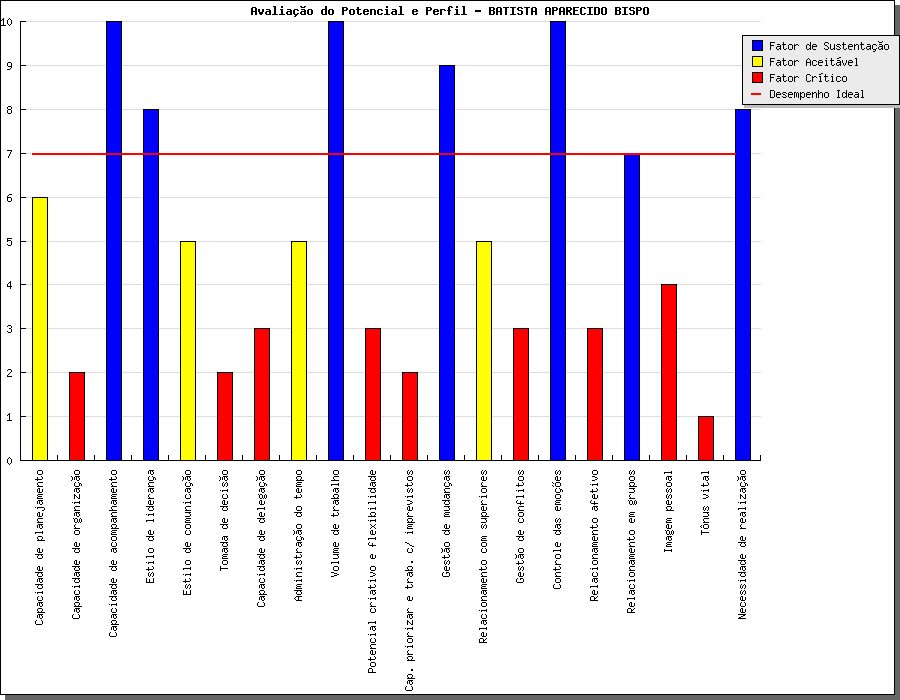 Avaliação do Potencial e Perfil - BATISTA APARECIDO BISPO
Fator de Sustentação
Fator Aceitável
Fator Crítico
Desempenho Ideal
10
9
8
7
6
5
4
3
2
1
0
Capacidade de planejamento
Capacidade de organização
Capacidade de acompanhamento
Estilo de liderança
Estilo de comunicação
Tomada de decisão
Capacidade de delegação
Administração do tempo
Volume de trabalho
Potencial criativo e flexibilidade
Cap. priorizar e trab. c/ imprevistos
Gestão de mudanças
Relacionamento com superiores
Gestão de conflitos
Controle das emoções
Relacionamento afetivo
Relacionamento em grupos
Imagem pessoal
Tônus vital
Necessidade de realização